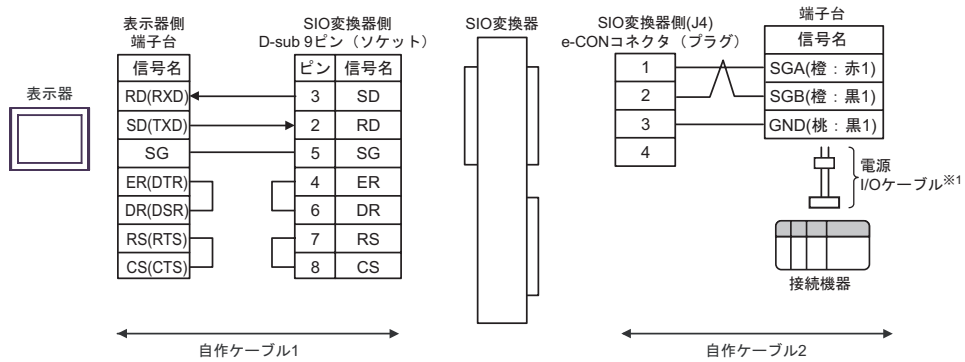 表示器
表示器側
端子台
信号名
RD(RXD)
SD(TXD)
SG
ER(DTR)
DR(DSR)
RS(RTS)
CS(CTS)
SIO変換器側
D-sub 9ピン（ソケット）
ピン 信号名
3 SD
2 RD
5 SG
4 ER
6 DR
7 RS
8 CS
自作ケーブル1
SIO変換器
SIO変換器側(J4)
e-CONコネクタ（プラグ）
1
2
3
4
端子台
信号名
SGA(橙：赤1)
SGB(橙：黒1)
GND(桃：黒1)
電源
I/Oケーブル※1
接続機器
自作ケーブル2